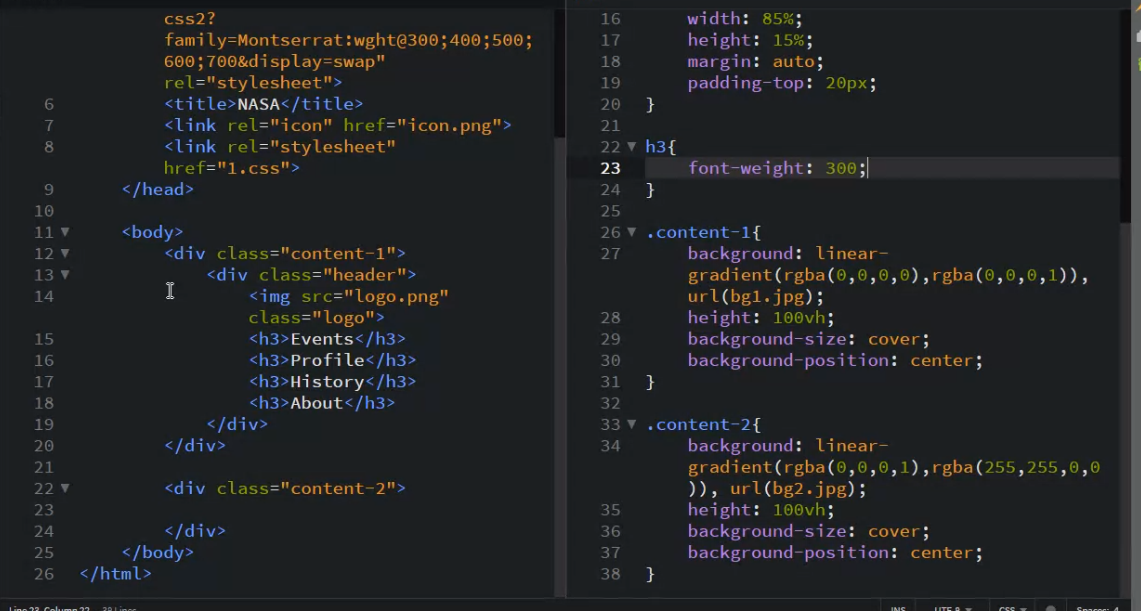 css2?
family=Montserrat:wght@300;400;500;
600;700&display=swap"
rel="stylesheet">
6 <title>NASA</title>
7 <link rel="icon" href="icon.png">
8 <link rel="stylesheet"
href="1.css">
9 </head>
10
11 <body>
12 <div class="content-1">
13 <div class="header">
14 <img src="logo.png"
class="logo">
15 <h3>Events</h3>
16 <h3>Profile</h3>
17 <h3>History</h3>
18 <h3>About</h3>
19 </div>
20 </div>
21
22 <div class="content-2">
23
24 </div>
25 </body>
26 </html>
16 width: 85%;
17 height: 15%;
18 margin: auto;
19 padding-top: 20px;
20 }
21
22 h3{
23 font-weight: 300;
24 }
25
26 .content-1{
27 background: linear-
gradient(rgba(0,0,0,0),rgba(0,0,0,1)),
url(bg1.jpg);
28 height: 100vh;
29 background-size: cover;
30 background-position: center;
31 }
32
33 .content-2{
34 background: linear-
gradient(rgba(0,0,0,1),rgba(255,255,0,0
)), url(bg2.jpg);
35 height: 100vh;
36 background-size: cover;
37 background-position: center;
38 }
Line 23, Column 22 38 Lines
INS UTF-8 CSS Spaces: 4